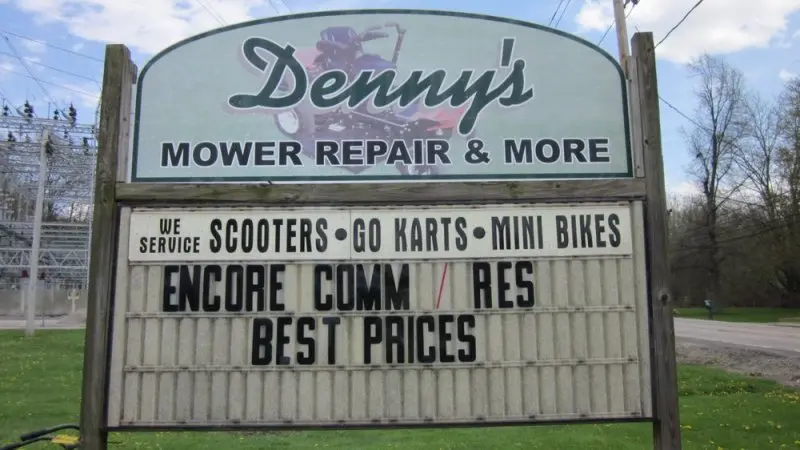 Denny's
MOWER REPAIR & MORE
WE SERVICE SCOOTERS • GO KARTS • MINI BIKES
ENCORE COMM / RES
BEST PRICES